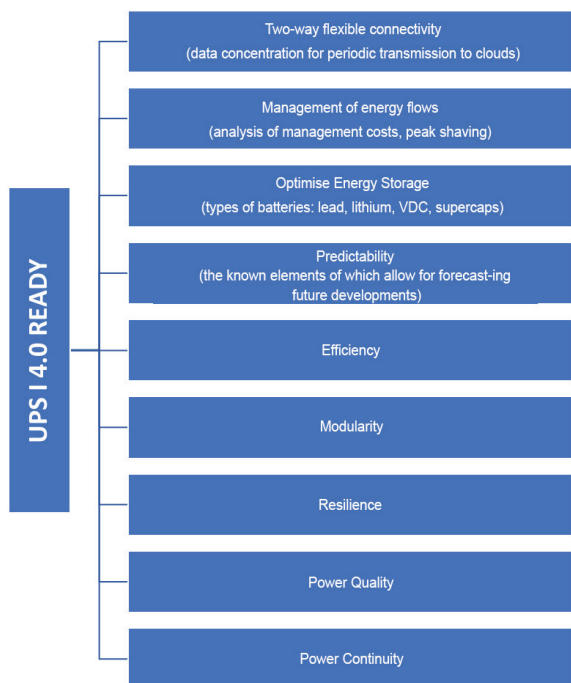 UPS I 4.0 READY
Two-way flexible connectivity
(data concentration for periodic transmission to clouds)
Management of energy flows
(analysis of management costs, peak shaving)
Optimise Energy Storage
(types of batteries: lead, lithium, VDC, supercaps)
Predictability
(the known elements of which allow for forecast-ing
future developments)
Efficiency
Modularity
Resilience
Power Quality
Power Continuity